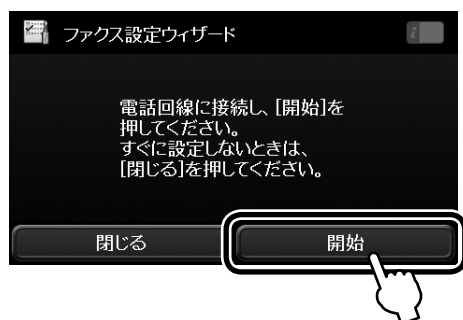 ファクス設定ウィザード
電話回線に接続し、[開始]を
押してください。
すぐに設定しないときは、
[閉じる]を押してください。
閉じる
開始